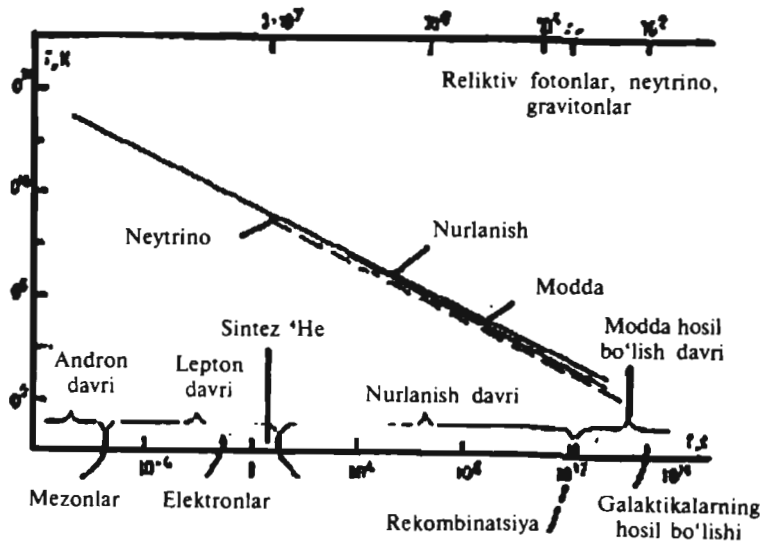 Reliktiv fotonlar, neytrino,
gravitonlar
Neytrino
Nurlanish
Modda
Sintez ⁴He
Modda hosil
bo‘lish davri
Andron
davri
Lepton
davri
Nurlanish davri
10⁴
Mezonlar
Elektronlar
Rekombinatsiya
Galaktikalarning
hosil bo‘lishi